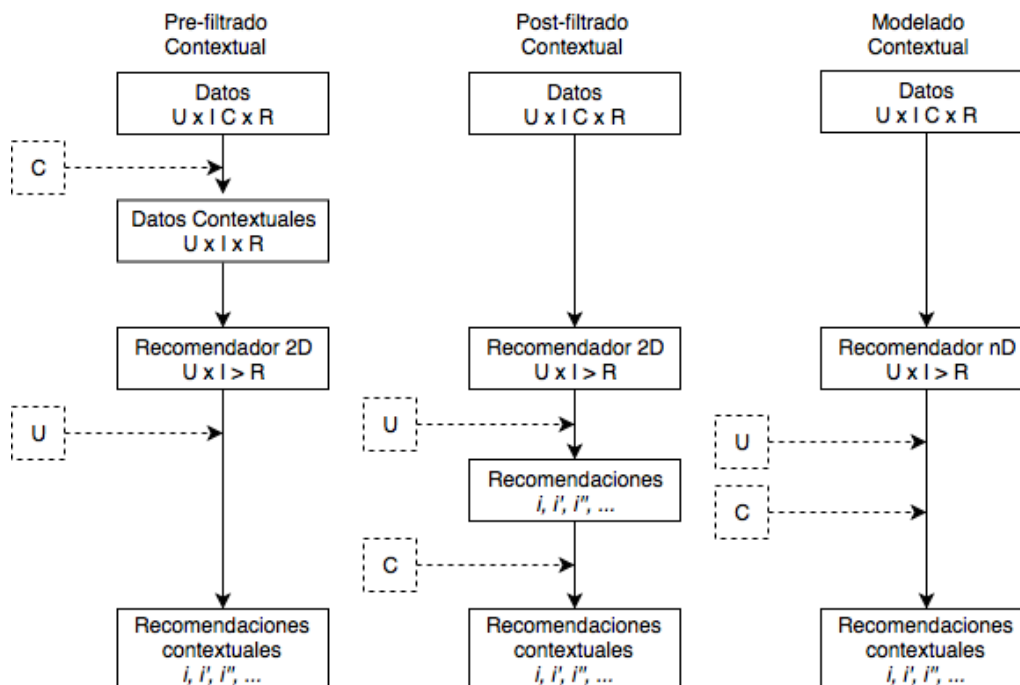 Pre-filtrado
Contextual
Datos
U x I C x R
C
Datos Contextuales
U x I x R
Recomendador 2D
U x I > R
U
Recomendaciones
contextuales
i, i', i'', ...
Post-filtrado
Contextual
Datos
U x I C x R
Recomendador 2D
U x I > R
U
Recomendaciones
i, i', i'', ...
C
Recomendaciones
contextuales
i, i', i'', ...
Modelado
Contextual
Datos
U x I C x R
Recomendador nD
U x I > R
U
C
Recomendaciones
contextuales
i, i', i'', ...